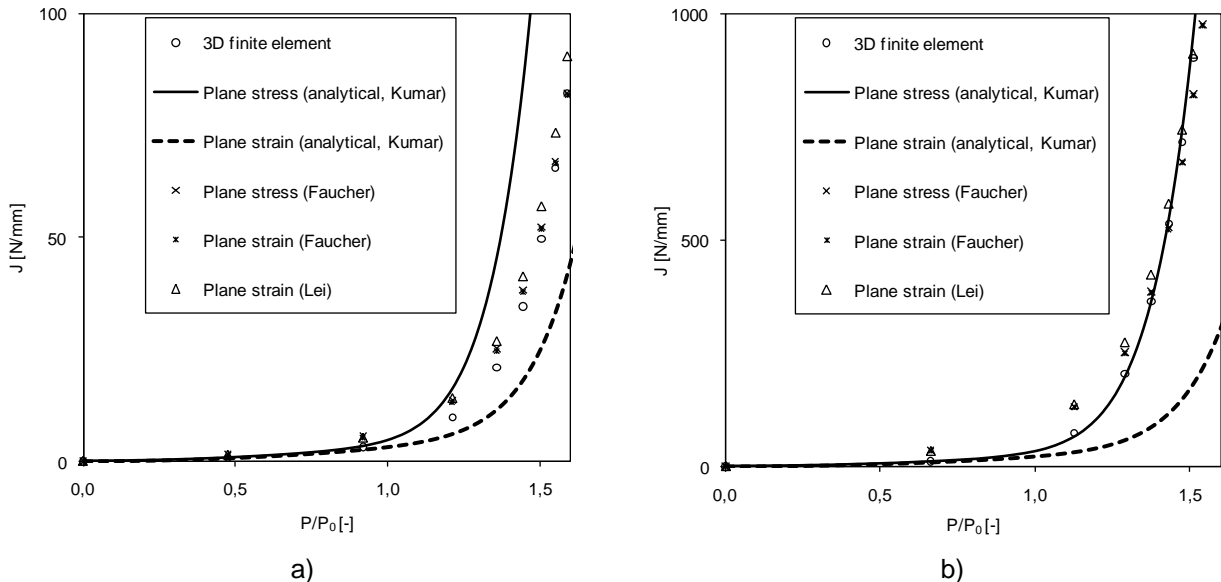 100
50
0
J [N/mm]
3D finite element
Plane stress (analytical, Kumar)
Plane strain (analytical, Kumar)
Plane stress (Faucher)
Plane strain (Faucher)
Plane strain (Lei)
0,0
0,5
1,0
1,5
P/P0 [-]
a)
1000
500
0
J [N/mm]
3D finite element
Plane stress (analytical, Kumar)
Plane strain (analytical, Kumar)
Plane stress (Faucher)
Plane strain (Faucher)
Plane strain (Lei)
0,0
0,5
1,0
1,5
P/P0 [-]
b)